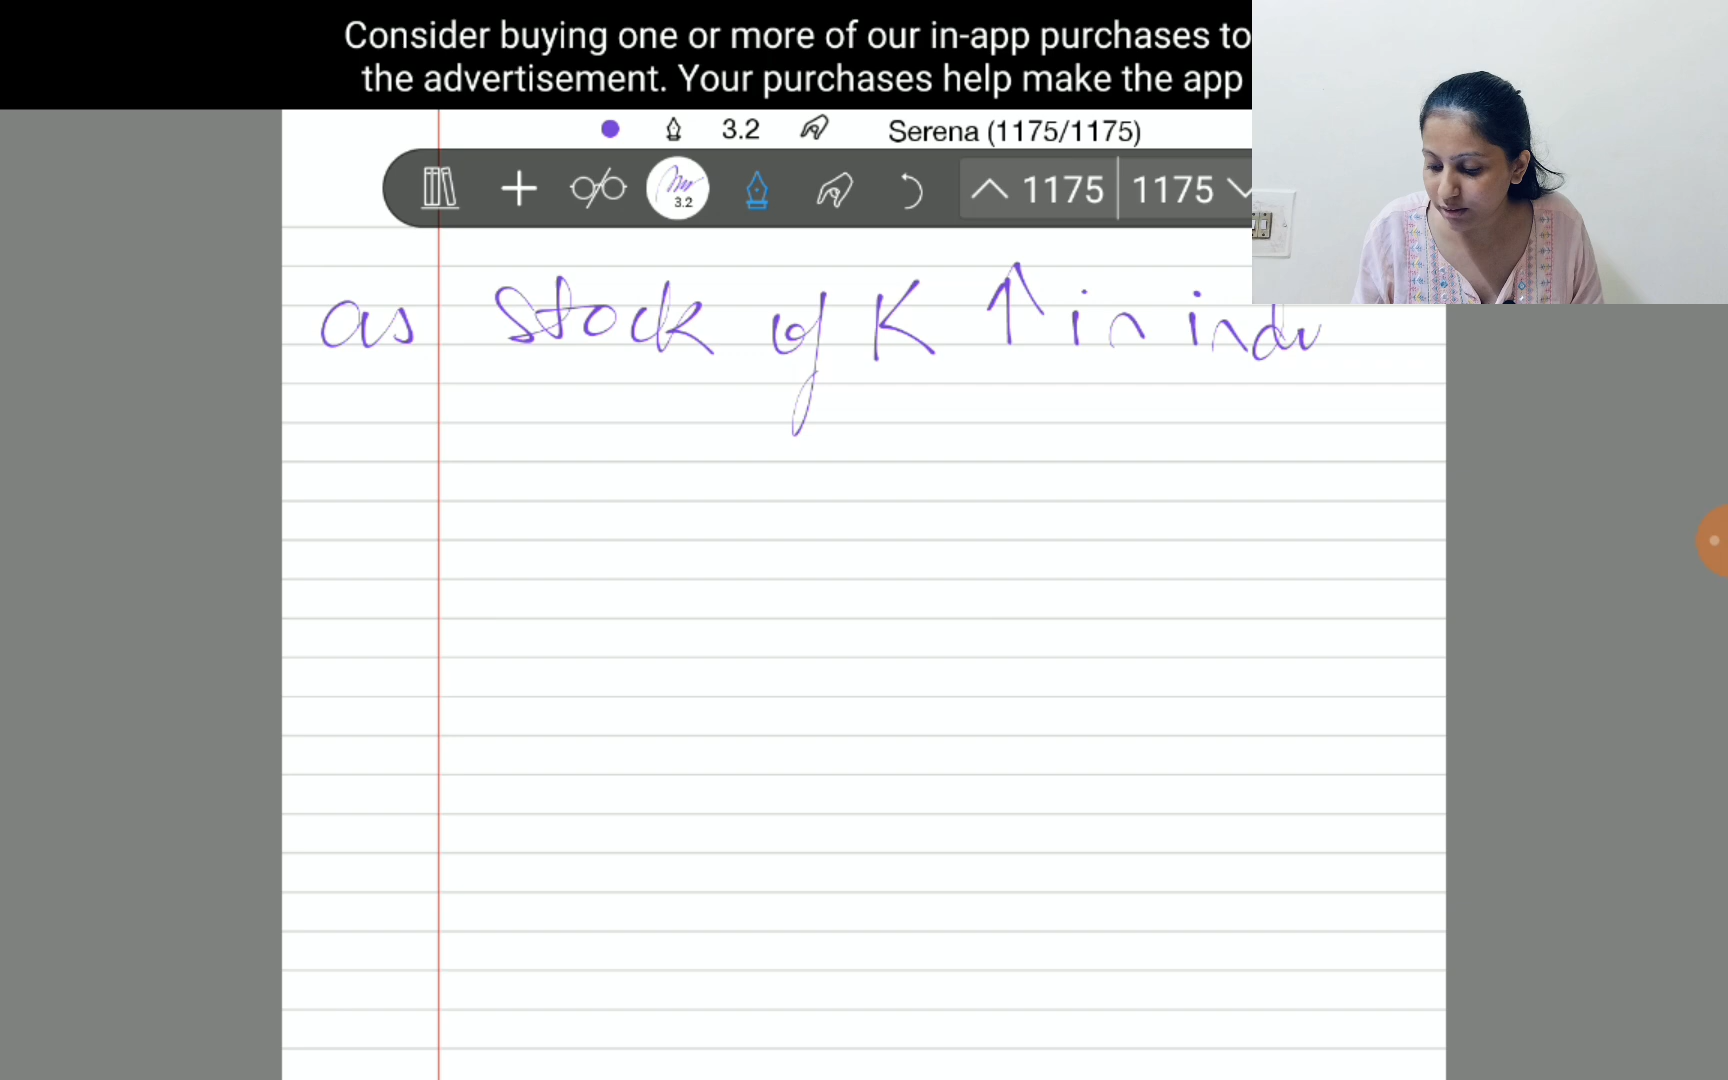 Consider buying one or more of our in-app purchases to
the advertisement. Your purchases help make the app
3.2 Serena (1175/1175)
3.2 1175 1175
as stock of K ↑ in indu